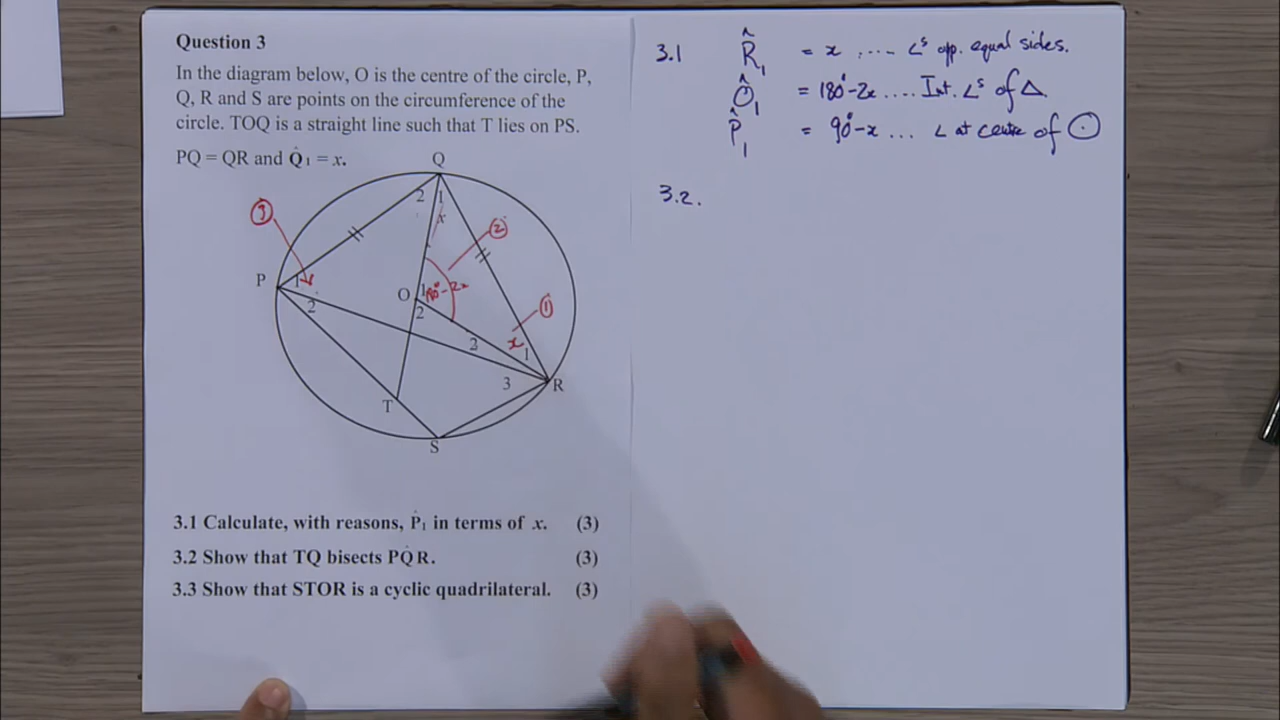 Question 3
In the diagram below, O is the centre of the circle, P,
Q, R and S are points on the circumference of the
circle. TOQ is a straight line such that T lies on PS.
PQ = QR and Q̂₁ = x.
Q
2 1
x
③
②
P
1
2
O
1
180°-2x
2
①
x
2
1
3
R
T
S
3.1 Calculate, with reasons, P̂₁ in terms of x. (3)
3.2 Show that TQ bisects PQ̂R. (3)
3.3 Show that STOR is a cyclic quadrilateral. (3)
3.1 R̂₁ = x .... ∠ˢ opp. equal sides.
Ô₁ = 180°-2x .... Int. ∠ˢ of Δ.
P̂₁ = 90°-x ... ∠ at centre of ⊙
3.2.